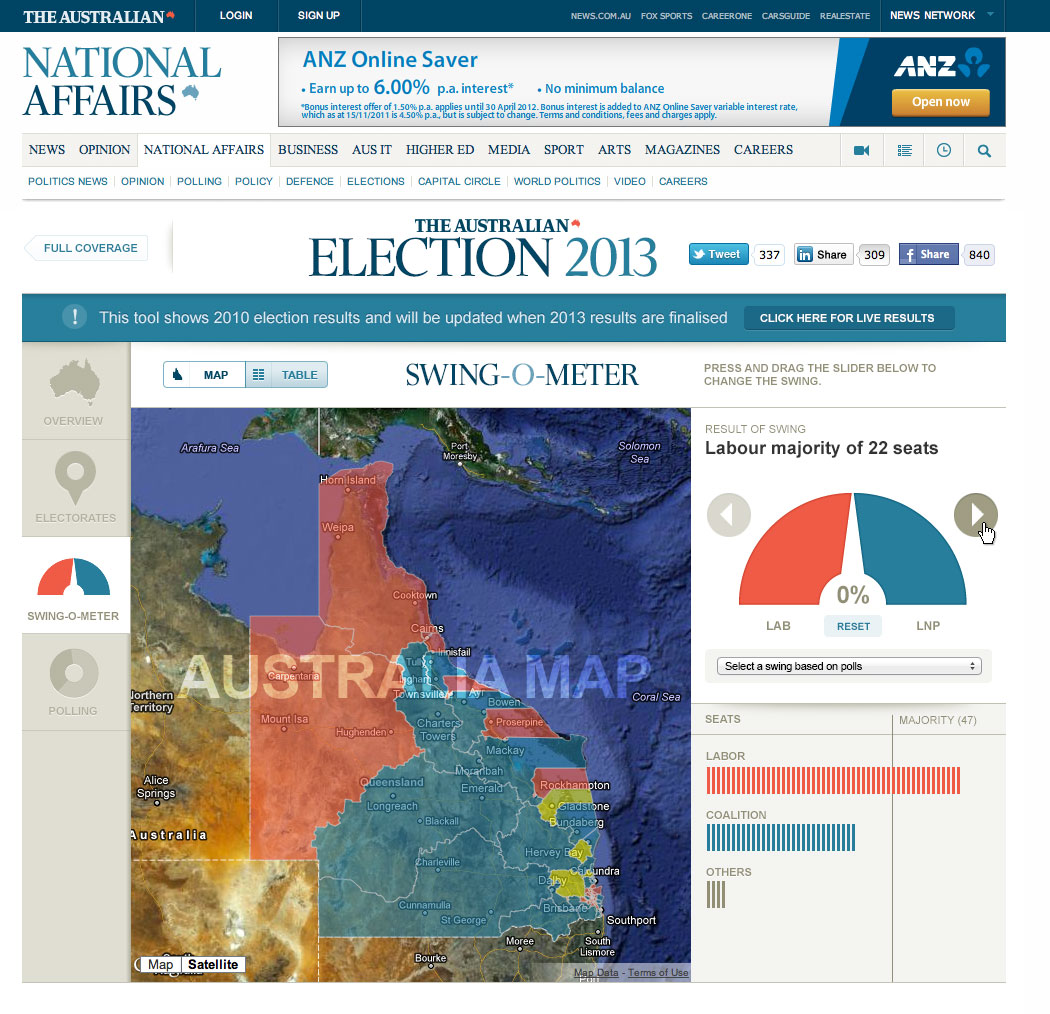 THE AUSTRALIAN LOGIN SIGN UP NEWS.COM.AU FOX SPORTS CAREERONE CARSGUIDE REALESTATE NEWS NETWORK
NATIONAL AFFAIRS
ANZ Online Saver
• Earn up to 6.00% p.a. interest* • No minimum balance
*Bonus interest offer of 1.50% p.a. applies until 30 April 2012. Bonus interest is added to ANZ Online Saver variable interest rate,
which as at 15/11/2011 is 4.50% p.a., but is subject to change. Terms and conditions, fees and charges apply.
ANZ
Open now
NEWS OPINION NATIONAL AFFAIRS BUSINESS AUS IT HIGHER ED MEDIA SPORT ARTS MAGAZINES CAREERS
POLITICS NEWS OPINION POLLING POLICY DEFENCE ELECTIONS CAPITAL CIRCLE WORLD POLITICS VIDEO CAREERS
FULL COVERAGE
THE AUSTRALIAN
ELECTION 2013
Tweet 337 in Share 309 f Share 840
! This tool shows 2010 election results and will be updated when 2013 results are finalised CLICK HERE FOR LIVE RESULTS
OVERVIEW
ELECTORATES
SWING-O-METER
POLLING
MAP TABLE
SWING-O-METER
PRESS AND DRAG THE SLIDER BELOW TO
CHANGE THE SWING.
Arafura Sea
Port
Moresby
Solomon
Sea
Horn Island
Weipa
Cooktown
Cairns
Innisfail
AUSTRALIA MAP
Carpentaria
Townsville
Ayr
Coral Sea
Northern
Territory
Bowen
Mount Isa
Charters
Towers
Proserpine
Hughenden
Mackay
Moranbah
Alice
Springs
Queensland
Emerald
Rockhampton
Longreach
Gladstone
Blackall
Bundaberg
Australia
Hervey Bay
Charleville
Caloundra
Dalby
Cunnamulla
Brisbane
St George
Southport
Moree
South
Lismore
Bourke
Map Satellite
Map Data - Terms of Use
RESULT OF SWING
Labour majority of 22 seats
0%
LAB RESET LNP
Select a swing based on polls
SEATS MAJORITY (47)
LABOR
COALITION
OTHERS